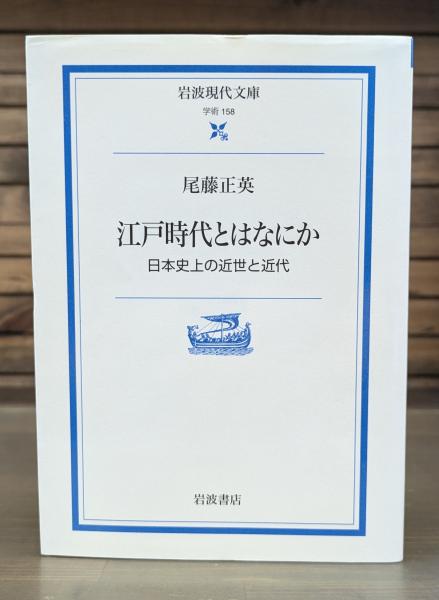 岩波現代文庫
学術 158
尾藤正英
江戸時代とはなにか
日本史上の近世と近代
岩波書店